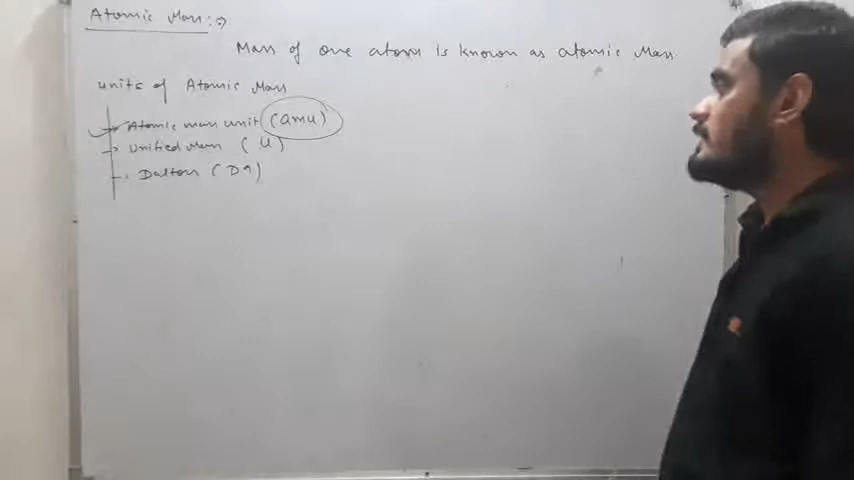 Atomic Mass :->
Mass of one atom is known as atomic Mass
units of Atomic Mass
-> Atomic mass unit (amu)
-> Unified Mass (u)
-> Dalton (Da)